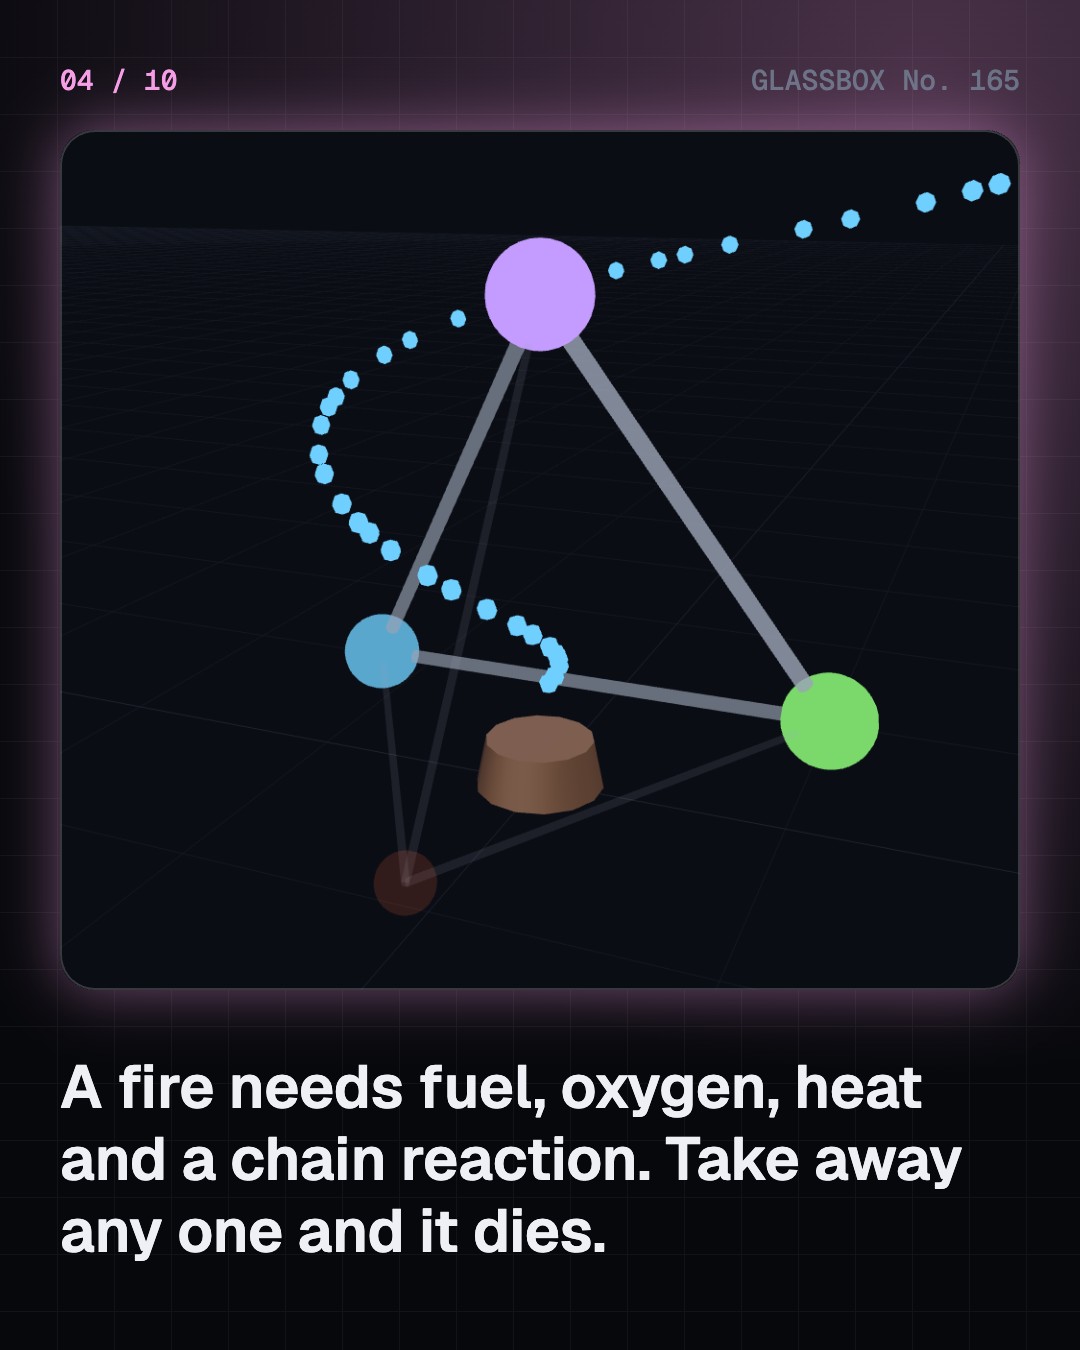 04 / 10
GLASSBOX No. 165
A fire needs fuel, oxygen, heat
and a chain reaction. Take away
any one and it dies.